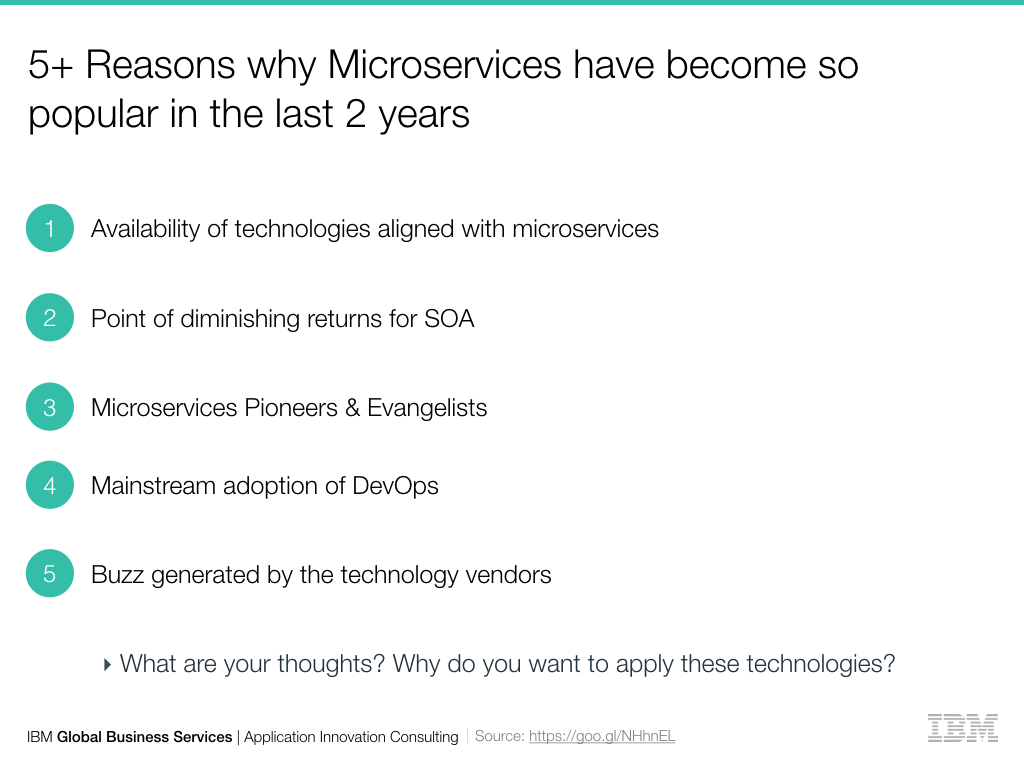 5+ Reasons why Microservices have become so
popular in the last 2 years
1 Availability of technologies aligned with microservices
2 Point of diminishing returns for SOA
3 Microservices Pioneers & Evangelists
4 Mainstream adoption of DevOps
5 Buzz generated by the technology vendors
What are your thoughts? Why do you want to apply these technologies?
IBM Global Business Services | Application Innovation Consulting | Source: https://goo.gl/NHhnEL
IBM